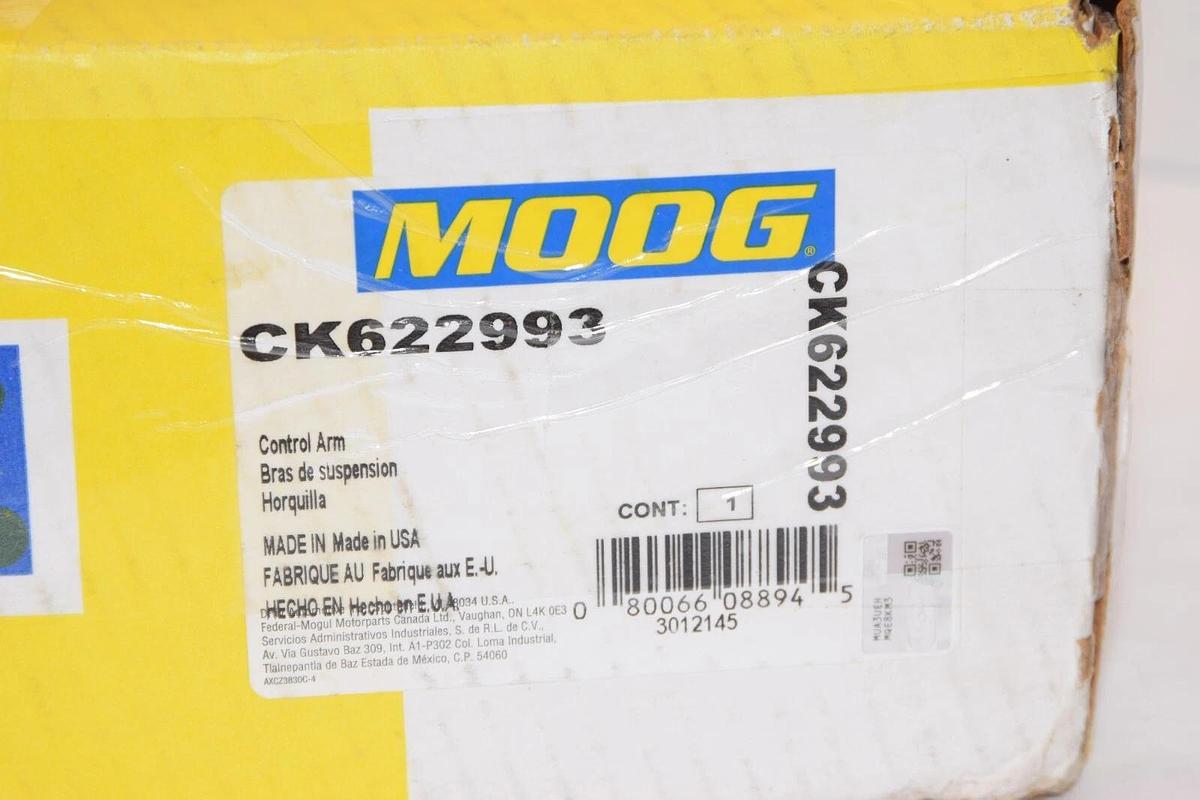 MOOG®
CK622993
CK622993
Control Arm
Bras de suspension
Horquilla
CONT: 1
MADE IN Made in USA
FABRIQUE AU Fabrique aux E.-U.
HECHO EN Hecho en E.U.A.
8034 U.S.A.,
Federal-Mogul Motorparts Canada Ltd., Vaughan, ON L4K 0E3
Servicios Administrativos Industriales, S. de R.L. de C.V.,
Av. Via Gustavo Baz 309, Int. A1-P302 Col. Loma Industrial,
Tlalnepantla de Baz Estada de México, C.P. 54060
AXCZ3830C-4
0 80066 08894 5
3012145
MUA3UEH
MQE8KM3